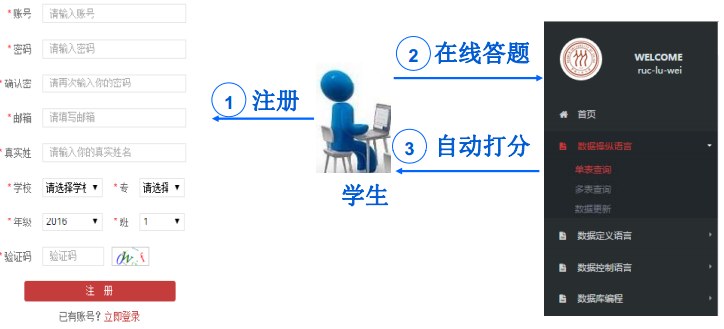 * 账号 请输入账号
* 密码 请输入密码
* 确认密 请再次输入你的密码
* 邮箱 请填写邮箱
* 真实姓 请输入你的真实姓名
* 学校 请选择学校 * 专 请选择
* 年级 2016 * 班 1
* 验证码 验证码
注 册
已有账号? 立即登录
1 注册
学生
2 在线答题
3 自动打分
WELCOME
ruc-lu-wei
首页
数据操纵语言
单表查询
多表查询
数据更新
数据定义语言
数据控制语言
数据库编程